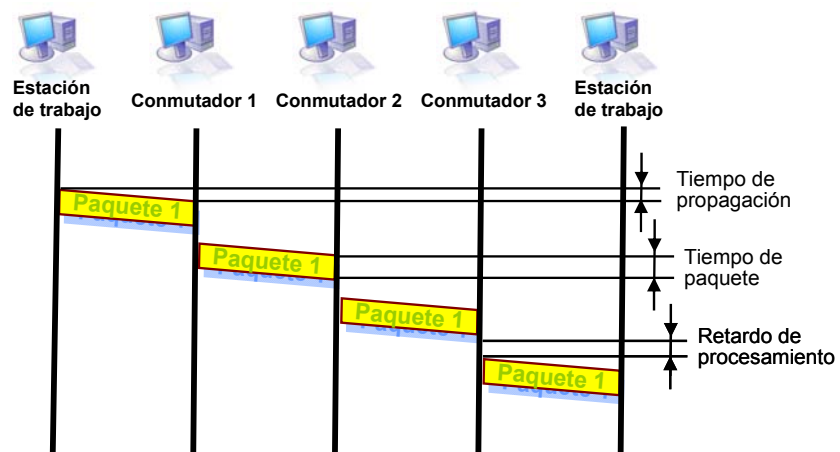 Estación
de trabajo
Conmutador 1
Conmutador 2
Conmutador 3
Estación
de trabajo
Tiempo de
propagación
Paquete 1
Paquete 1
Tiempo de
paquete
Paquete 1
Retardo de
procesamiento
Paquete 1